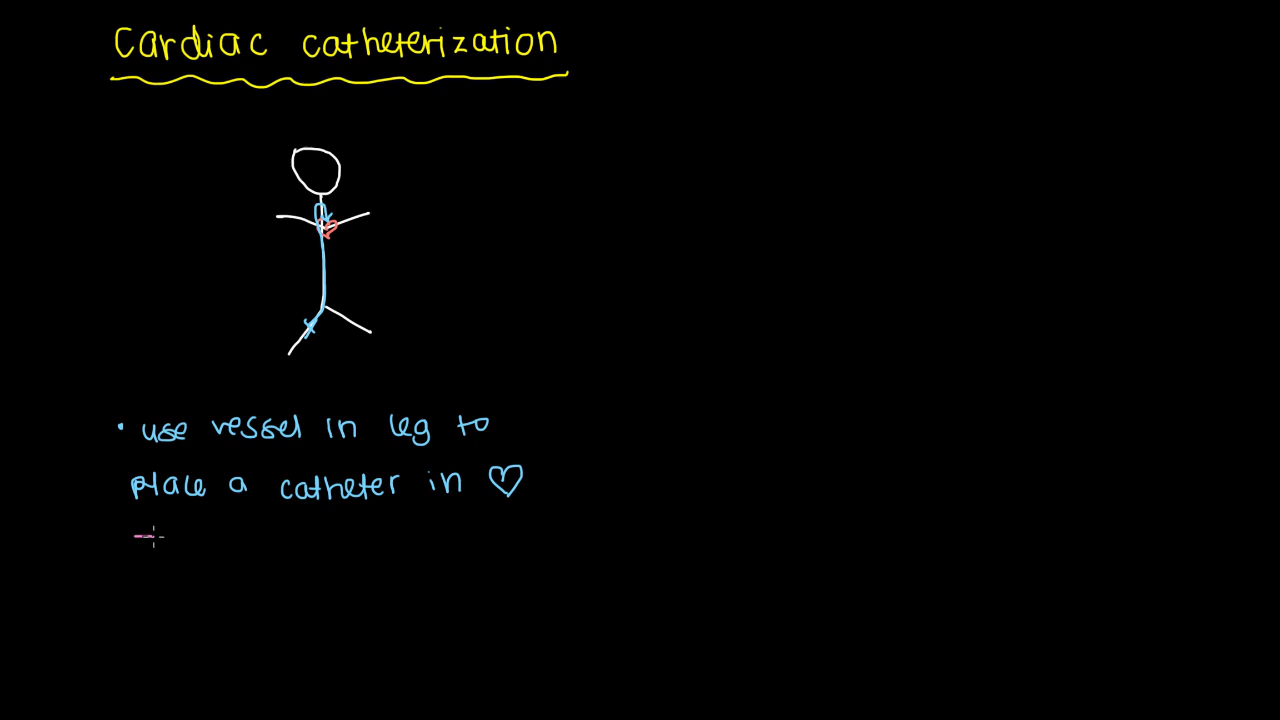 Cardiac catheterization
• use vessel in leg to
place a catheter in ♡